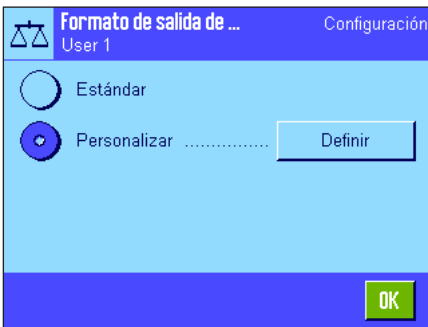 Formato de salida de ...
Configuración
User 1
Estándar
Personalizar ................ Definir
OK